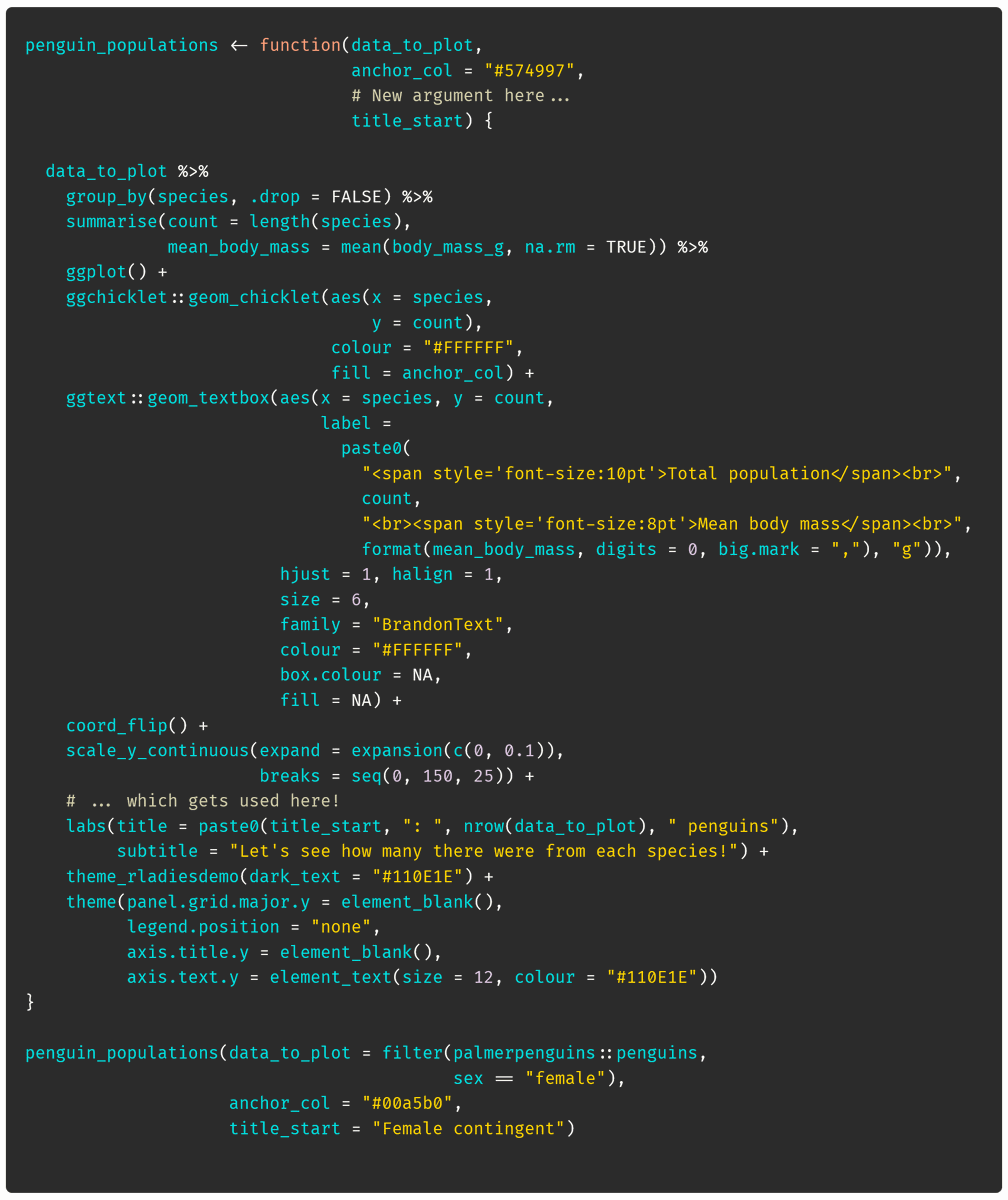 penguin_populations <- function(data_to_plot,
                                anchor_col = "#574997",
                                # New argument here...
                                title_start) {

  data_to_plot %>%
    group_by(species, .drop = FALSE) %>%
    summarise(count = length(species),
              mean_body_mass = mean(body_mass_g, na.rm = TRUE)) %>%
    ggplot() +
    ggchicklet::geom_chicklet(aes(x = species,
                                  y = count),
                              colour = "#FFFFFF",
                              fill = anchor_col) +
    ggtext::geom_textbox(aes(x = species, y = count,
                             label =
                               paste0(
                                 "<span style='font-size:10pt'>Total population</span><br>",
                                 count,
                                 "<br><span style='font-size:8pt'>Mean body mass</span><br>",
                                 format(mean_body_mass, digits = 0, big.mark = ","), "g")),
                         hjust = 1, halign = 1,
                         size = 6,
                         family = "BrandonText",
                         colour = "#FFFFFF",
                         box.colour = NA,
                         fill = NA) +
    coord_flip() +
    scale_y_continuous(expand = expansion(c(0, 0.1)),
                       breaks = seq(0, 150, 25)) +
    # ... which gets used here!
    labs(title = paste0(title_start, ": ", nrow(data_to_plot), " penguins"),
         subtitle = "Let's see how many there were from each species!") +
    theme_rladiesdemo(dark_text = "#110E1E") +
    theme(panel.grid.major.y = element_blank(),
          legend.position = "none",
          axis.title.y = element_blank(),
          axis.text.y = element_text(size = 12, colour = "#110E1E"))
}

penguin_populations(data_to_plot = filter(palmerpenguins::penguins,
                                          sex == "female"),
                    anchor_col = "#00a5b0",
                    title_start = "Female contingent")